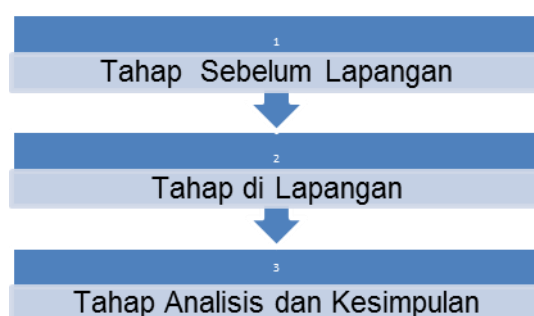 1
Tahap Sebelum Lapangan
2
Tahap di Lapangan
3
Tahap Analisis dan Kesimpulan